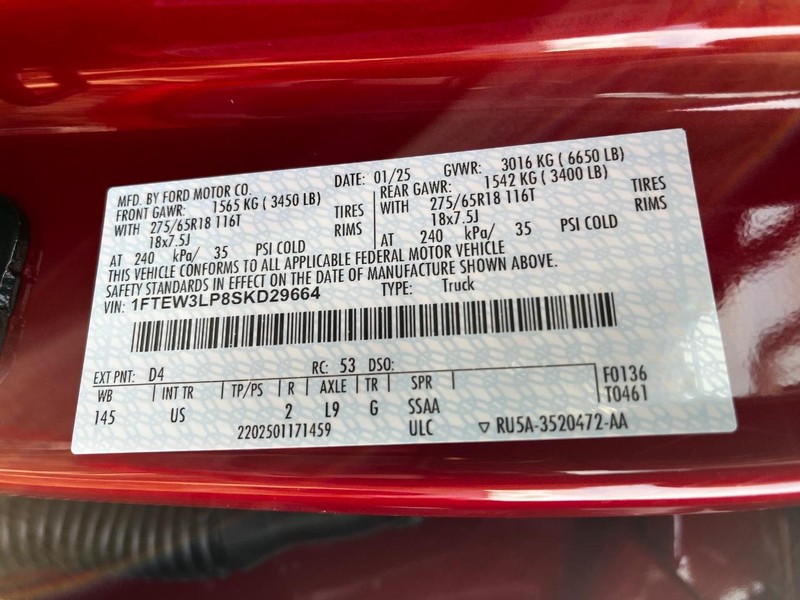 MFD. BY FORD MOTOR CO. DATE: 01/25 GVWR: 3016 KG ( 6650 LB)
FRONT GAWR: 1565 KG ( 3450 LB) REAR GAWR: 1542 KG ( 3400 LB)
WITH 275/65R18 116T TIRES WITH 275/65R18 116T TIRES
18x7.5J RIMS 18x7.5J RIMS
AT 240 kPa/ 35 PSI COLD AT 240 kPa/ 35 PSI COLD
THIS VEHICLE CONFORMS TO ALL APPLICABLE FEDERAL MOTOR VEHICLE
SAFETY STANDARDS IN EFFECT ON THE DATE OF MANUFACTURE SHOWN ABOVE.
VIN: 1FTEW3LP8SKD29664 TYPE: Truck
EXT PNT: D4 RC: 53 DSO:
WB INT TR TP/PS R AXLE TR SPR F0136
145 US 2 L9 G SSAA T0461
2202501171459 ULC ▽ RU5A-3520472-AA